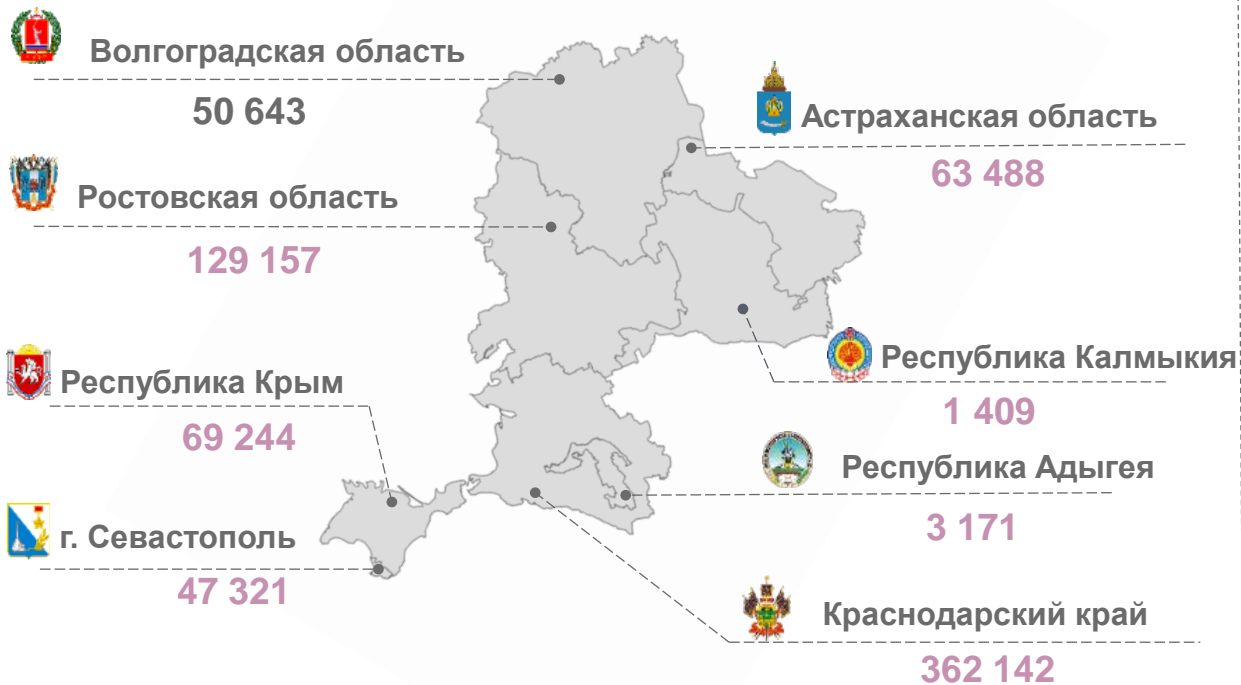 Волгоградская область
50 643
Ростовская область
129 157
Республика Крым
69 244
г. Севастополь
47 321
Астраханская область
63 488
Республика Калмыкия
1 409
Республика Адыгея
3 171
Краснодарский край
362 142